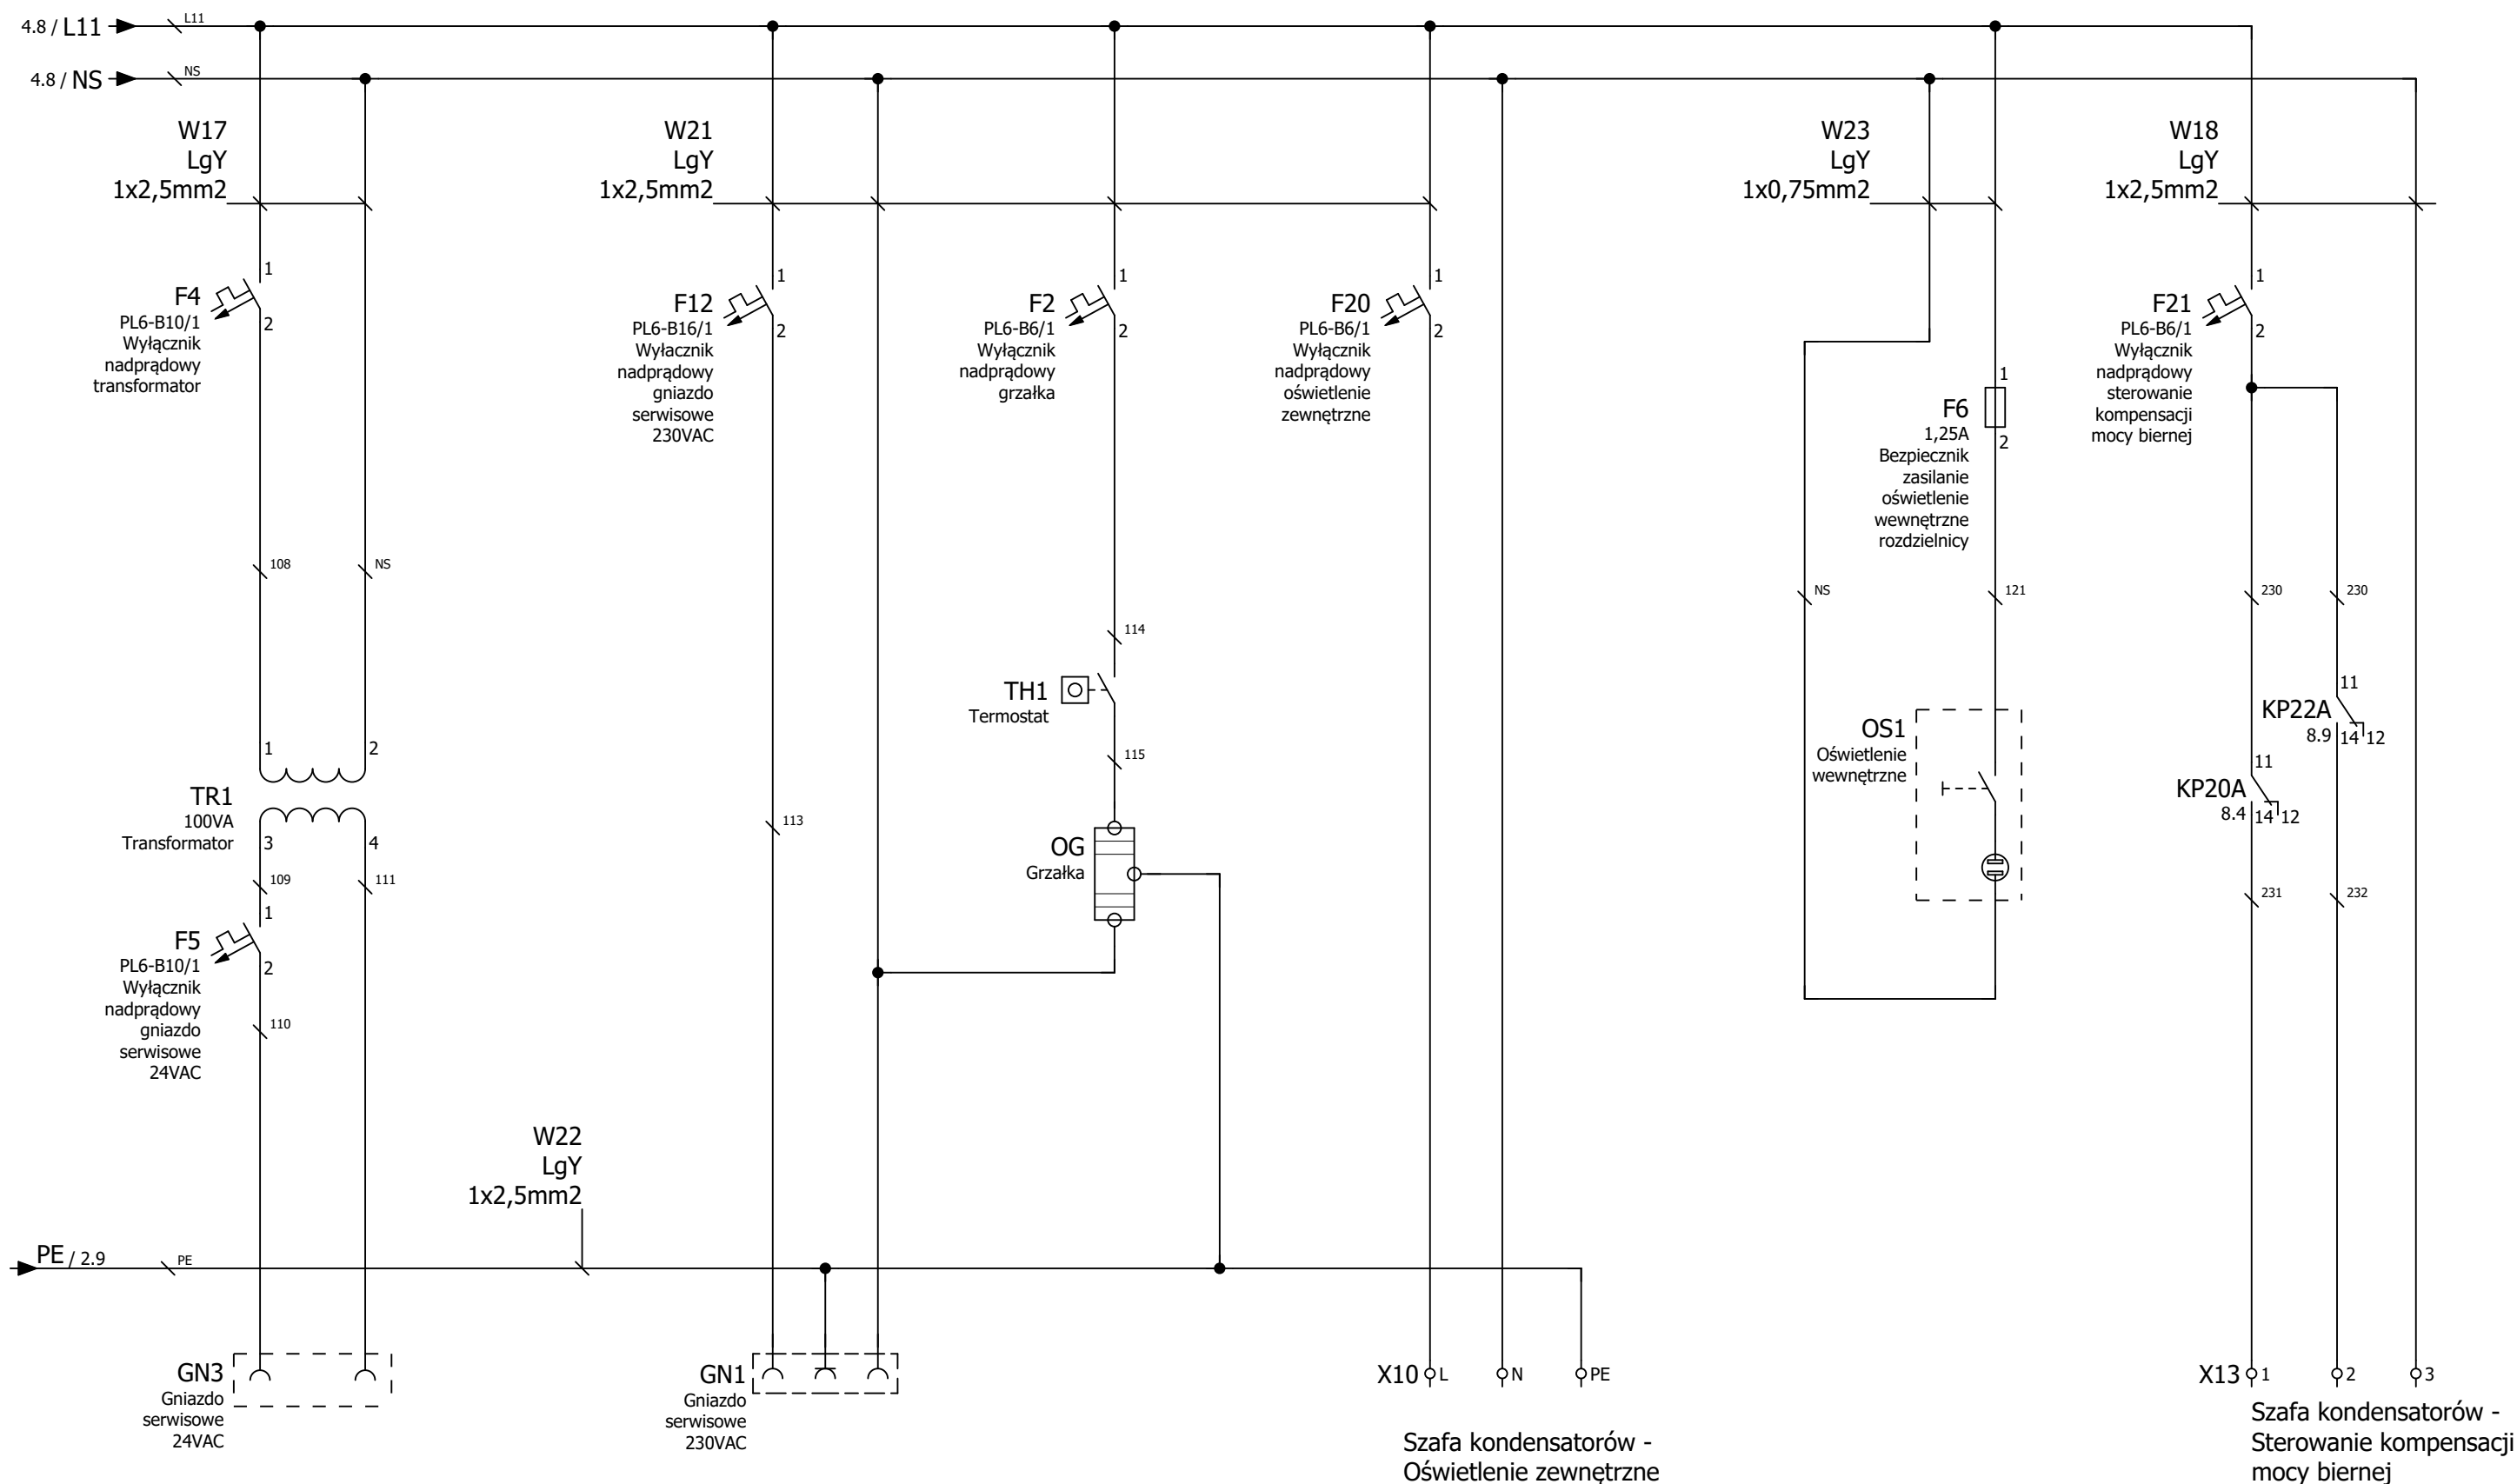 4.8 / L11
L11
4.8 / NS
NS
W17
LgY
1x2,5mm2
W21
LgY
1x2,5mm2
W23
LgY
1x0,75mm2
W18
LgY
1x2,5mm2
1
F4
2
PL6-B10/1
Wyłącznik
nadprądowy
transformator
1
F12
2
PL6-B16/1
Wyłacznik
nadprądowy
gniazdo
serwisowe
230VAC
1
F2
2
PL6-B6/1
Wyłącznik
nadprądowy
grzałka
1
F20
2
PL6-B6/1
Wyłącznik
nadprądowy
oświetlenie
zewnętrzne
1
F6
2
1,25A
Bezpiecznik
zasilanie
oświetlenie
wewnętrzne
rozdzielnicy
1
F21
2
PL6-B6/1
Wyłącznik
nadprądowy
sterowanie
kompensacji
mocy biernej
108
NS
NS
121
230
230
114
TH1
Termostat
115
1
2
TR1
100VA
Transformator
3
4
109
111
113
OG
Grzałka
OS1
Oświetlenie
wewnętrzne
11
KP22A
8.9
14
12
11
KP20A
8.4
14
12
231
232
1
F5
2
PL6-B10/1
Wyłącznik
nadprądowy
gniazdo
serwisowe
24VAC
110
W22
LgY
1x2,5mm2
PE / 2.9
PE
GN3
Gniazdo
serwisowe
24VAC
GN1
Gniazdo
serwisowe
230VAC
X10
L
N
PE
Szafa kondensatorów -
Oświetlenie zewnętrzne
X13
1
2
3
Szafa kondensatorów -
Sterowanie kompensacji
mocy biernej